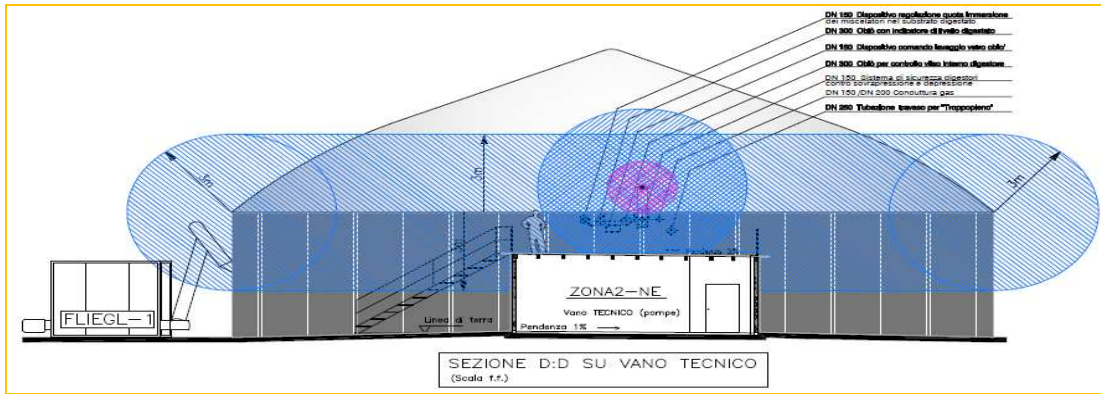 DN 150 Dispositivo regolazione quota immersione
dei miscelatori nel substrato digestato
DN 300 Oblò con indicatore di livello digestato
DN 150 Dispositivo comando lavaggio vetro oblo'
DN 300 Oblò per controllo viso interno digestore
DN 150 Sistema di sicurezza digestori
contro sovrapressione e depressione
DN 150 /DN 200 Conduttura gas
DN 250 Tubazione travaso per "Troppopieno"
3m
3m
3m
Pendenza
ZONA2-NE
Vano TECNICO (pompe)
FLIEGL-1
Linea di terra
Pendenza 1%
SEZIONE D:D SU VANO TECNICO
(Scala f.f.)